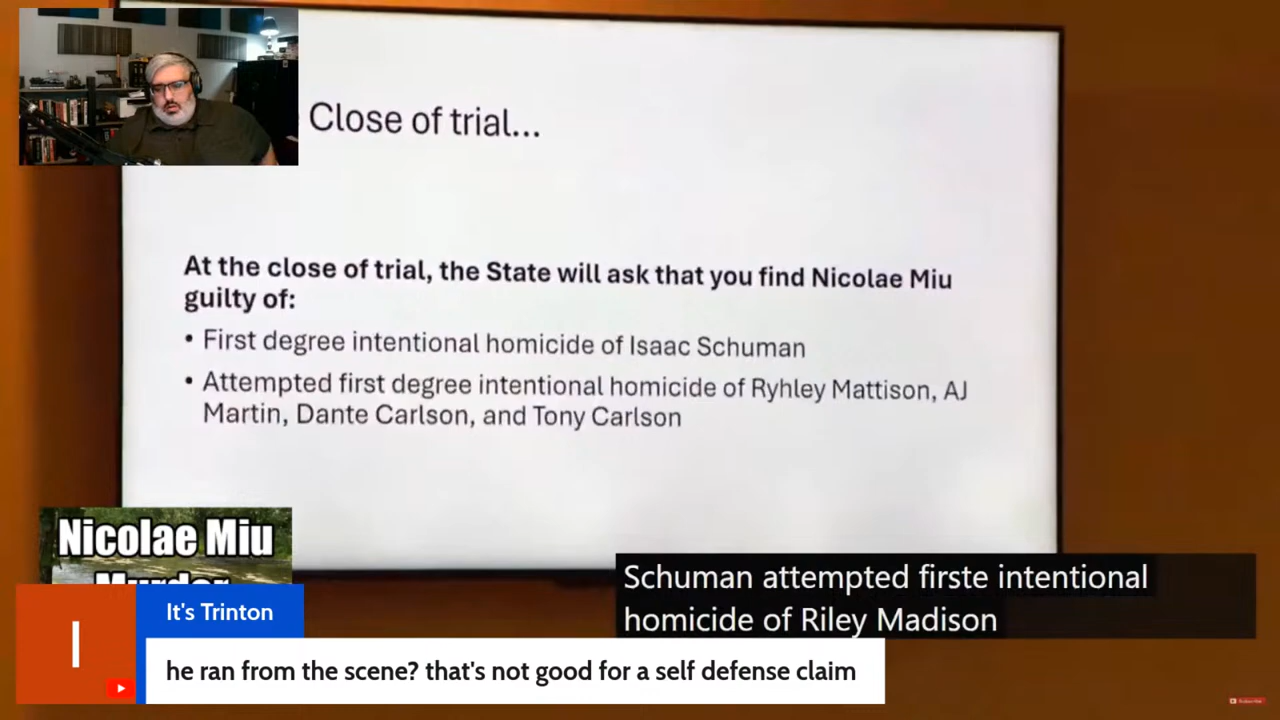 Close of trial...
At the close of trial, the State will ask that you find Nicolae Miu
guilty of:
• First degree intentional homicide of Isaac Schuman
• Attempted first degree intentional homicide of Ryhley Mattison, AJ
Martin, Dante Carlson, and Tony Carlson
Nicolae Miu
Murder
Schuman attempted firste intentional
homicide of Riley Madison
I
It's Trinton
he ran from the scene? that's not good for a self defense claim